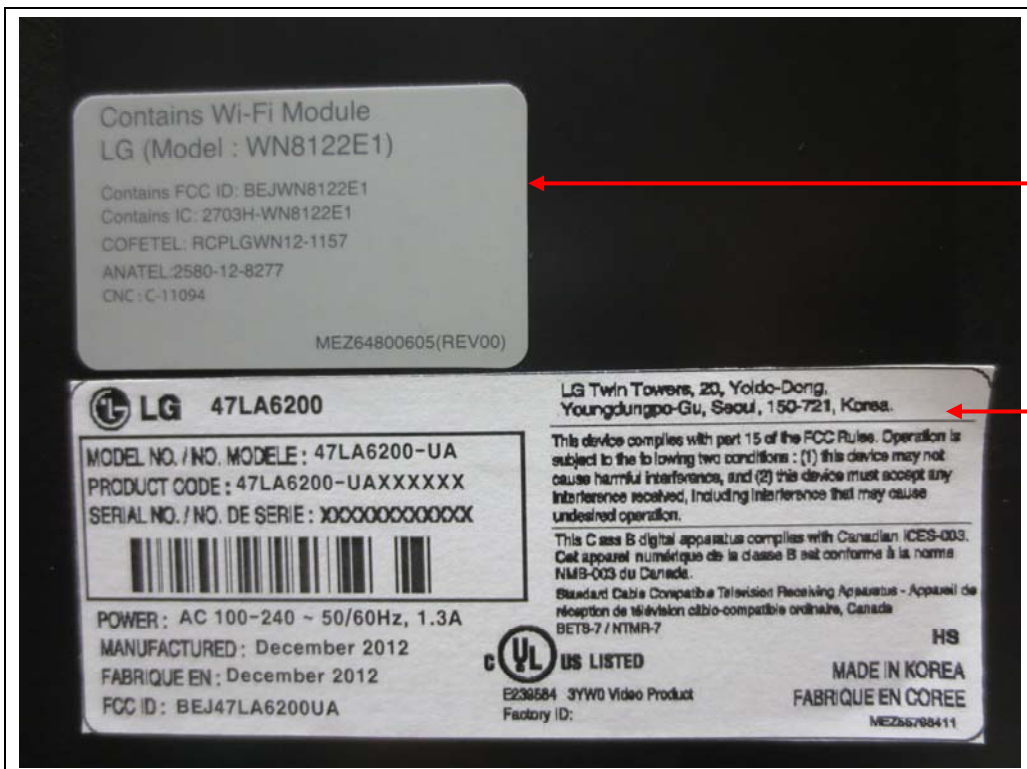 Contains Wi-Fi Module
LG (Model : WN8122E1)
Contains FCC ID: BEJWN8122E1
Contains IC: 2703H-WN8122E1
COFETEL: RCPLGWN12-1157
ANATEL:2580-12-8277
CNC : C-11094
MEZ64800605(REV00)
LG 47LA6200
MODEL NO. / NO. MODELE : 47LA6200-UA
PRODUCT CODE : 47LA6200-UAXXXXXX
SERIAL NO. / NO. DE SERIE : XXXXXXXXXXXX
POWER : AC 100-240 ~ 50/60Hz, 1.3A
MANUFACTURED : December 2012
FABRIQUE EN : December 2012
FCC ID : BEJ47LA6200UA
LG Twin Towers, 20, Yoido-Dong,
Youngdungpo-Gu, Seoul, 150-721, Korea.
This device complies with part 15 of the FCC Rules. Operation is
subject to the fo lowing two conditions : (1) this device may not
cause harmful interference, and (2) this device must accept any
interference received, including interference that may cause
undesired operation.
This C ass B digital apparatus complies with Canadian ICES-003.
Cet appareil numérique de la classe B est conforme à la norme
NMB-003 du Canada.
Standard Cable Compatible Television Receiving Apparatus - Appareil de
réception de télévision câblo-compatible ordinaire, Canada
BETS-7 / NTMR-7
C UL US LISTED
E239584 3YW0 Video Product
Factory ID:
HS
MADE IN KOREA
FABRIQUE EN COREE